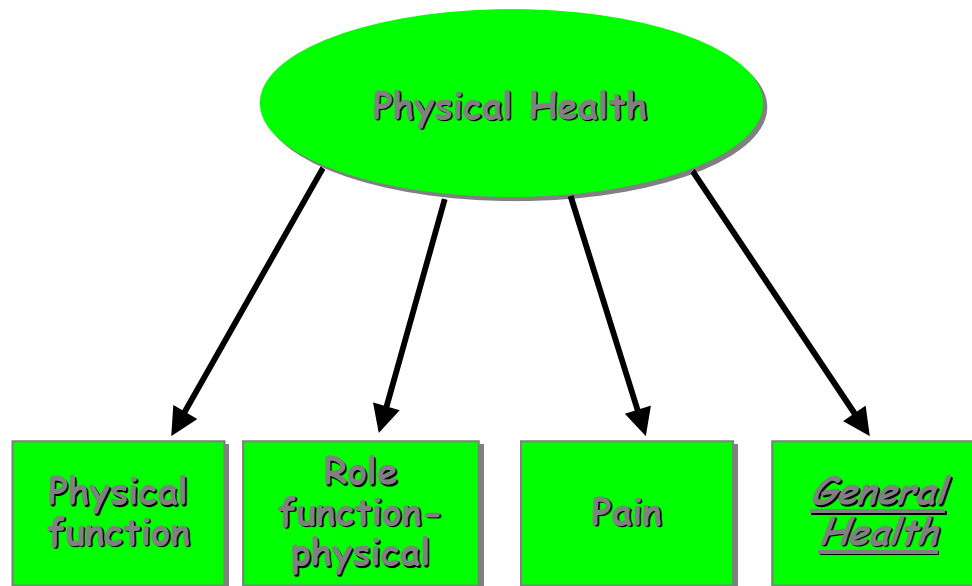 Physical Health
Physical
function
Role
function-
physical
Pain
General
Health